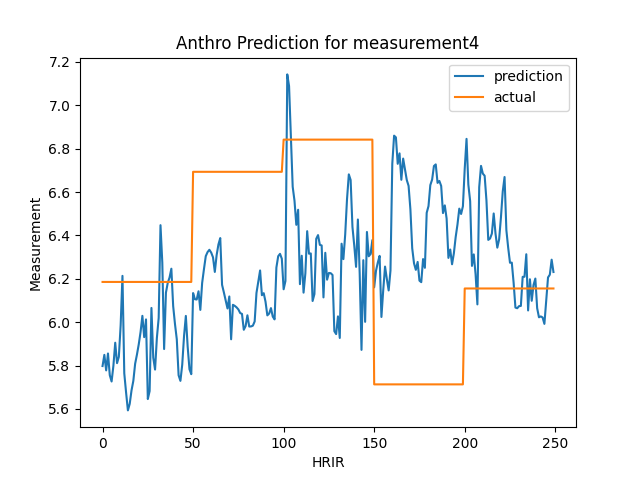 Anthro Prediction for measurement4
prediction
actual
7.2
7.0
6.8
6.6
6.4
6.2
6.0
5.8
5.6
Measurement
0 50 100 150 200 250
HRIR